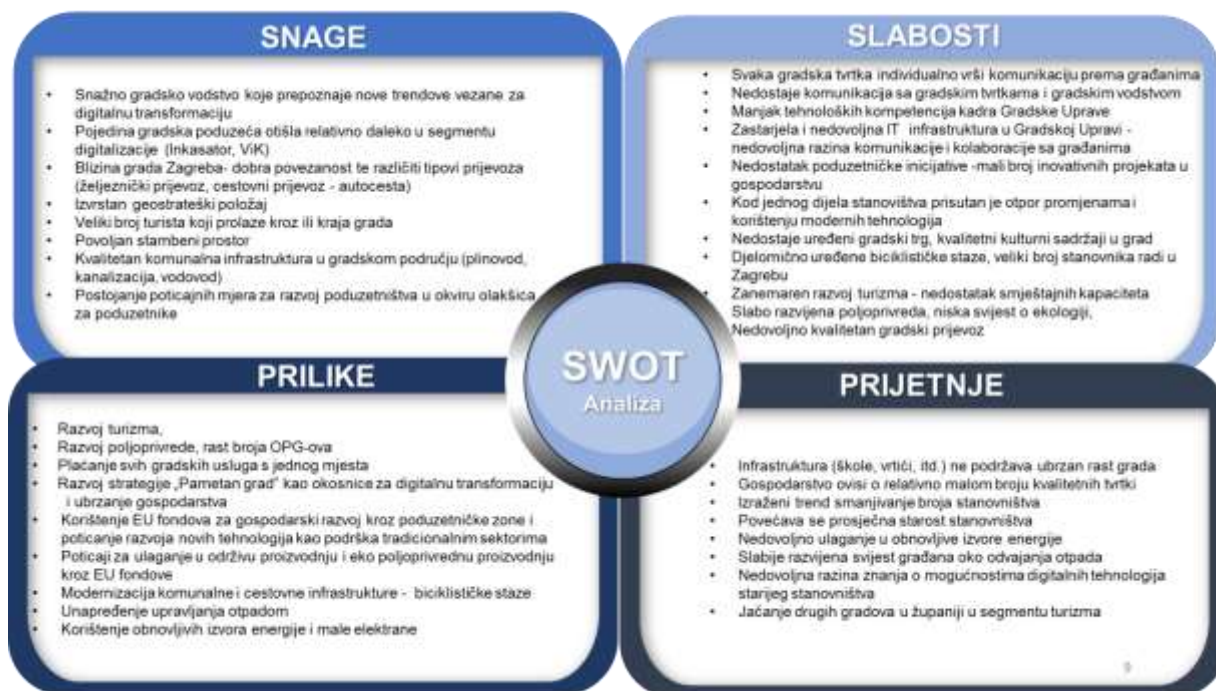 SNAGE
• Snažno gradsko vodstvo koje prepoznaje nove trendove vezane za
digitalnu transformaciju
• Pojedina gradska poduzeća otišla relativno daleko u segmentu
digitalizacije (Inkasator, ViK)
• Blizina grada Zagreba- dobra povezanost te različiti tipovi prijevoza
(željeznički prijevoz, cestovni prijevoz - autocesta)
• Izvrstan geostrateški položaj
• Veliki broj turista koji prolaze kroz ili kraja grada
• Povoljan stambeni prostor
• Kvalitetan komunalna infrastruktura u gradskom području (plinovod,
kanalizacija, vodovod)
• Postojanje poticajnih mjera za razvoj poduzetništva u okviru olakšica
za poduzetnike
SLABOSTI
• Svaka gradska tvrtka individualno vrši komunikaciju prema građanima
• Nedostaje komunikacija sa gradskim tvrtkama i gradskim vodstvom
• Manjak tehnoloških kompetencija kadra Gradske Uprave
• Zastarjela i nedovoljna IT infrastruktura u Gradskoj Upravi -
nedovoljna razina komunikacije i kolaboracije sa građanima
• Nedostatak poduzetničke inicijative -mali broj inovativnih projekata u
gospodarstvu
• Kod jednog dijela stanovništva prisutan je otpor promjenama i
korištenju modernih tehnologija
• Nedostaje uređeni gradski trg, kvalitetni kulturni sadržaji u grad
• Djelomično uređene biciklističke staze, veliki broj stanovnika radi u
Zagrebu
• Zanemaren razvoj turizma - nedostatak smještajnih kapaciteta
• Slabo razvijena poljoprivreda, niska svijest o ekologiji,
• Nedovoljno kvalitetan gradski prijevoz
SWOT
Analiza
PRILIKE
• Razvoj turizma,
• Razvoj poljoprivrede, rast broja OPG-ova
• Plaćanje svih gradskih usluga s jednog mjesta
• Razvoj strategije „Pametan grad" kao okosnice za digitalnu transformaciju
i ubrzanje gospodarstva
• Korištenje EU fondova za gospodarski razvoj kroz poduzetničke zone i
poticanje razvoja novih tehnologija kao podrška tradicionalnim sektorima
• Poticaji za ulaganje u održivu proizvodnju i eko poljoprivrednu proizvodnju
kroz EU fondove
• Modernizacija komunalne i cestovne infrastrukture - biciklističke staze
• Unapređenje upravljanja otpadom
• Korištenje obnovljivih izvora energije i male elektrane
PRIJETNJE
• Infrastruktura (škole, vrtići, itd.) ne podržava ubrzan rast grada
• Gospodarstvo ovisi o relativno malom broju kvalitetnih tvrtki
• Izraženi trend smanjivanje broja stanovništva
• Povećava se prosječna starost stanovništva
• Nedovoljno ulaganje u obnovljive izvore energije
• Slabije razvijena svijest građana oko odvajanja otpada
• Nedovoljna razina znanja o mogućnostima digitalnih tehnologija
starijeg stanovništva
• Jačanje drugih gradova u županiji u segmentu turizma
9